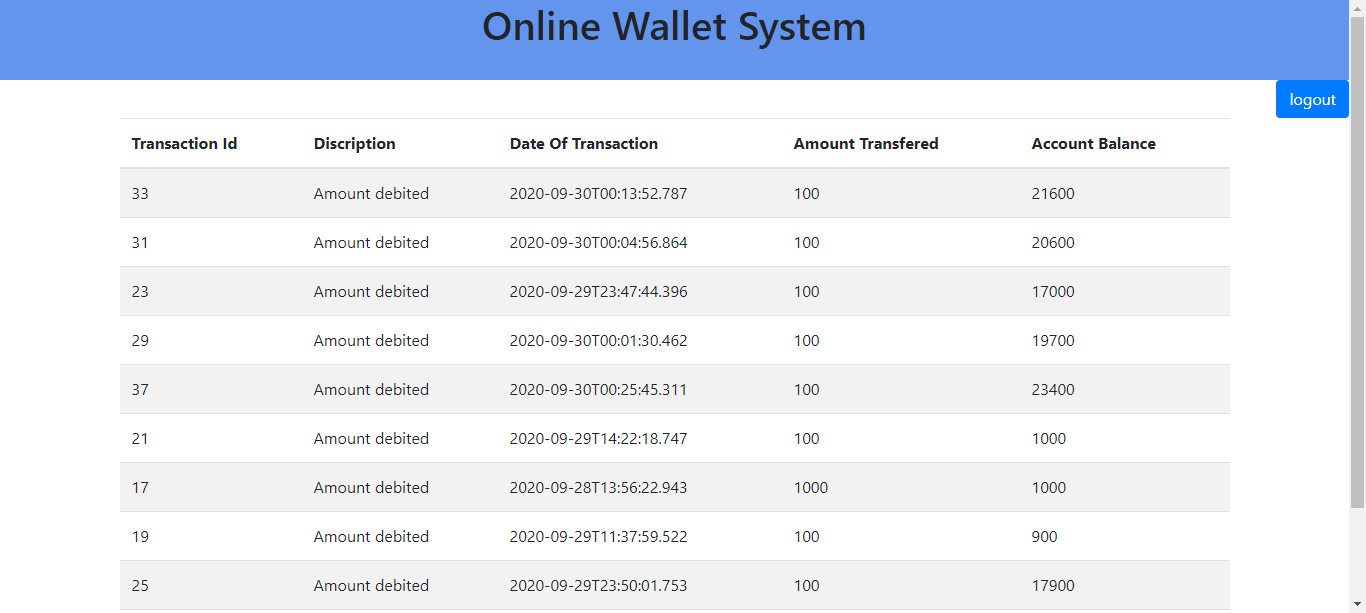 Online Wallet System
logout
Transaction Id Discription Date Of Transaction Amount Transfered Account Balance
33 Amount debited 2020-09-30T00:13:52.787 100 21600
31 Amount debited 2020-09-30T00:04:56.864 100 20600
23 Amount debited 2020-09-29T23:47:44.396 100 17000
29 Amount debited 2020-09-30T00:01:30.462 100 19700
37 Amount debited 2020-09-30T00:25:45.311 100 23400
21 Amount debited 2020-09-29T14:22:18.747 100 1000
17 Amount debited 2020-09-28T13:56:22.943 1000 1000
19 Amount debited 2020-09-29T11:37:59.522 100 900
25 Amount debited 2020-09-29T23:50:01.753 100 17900